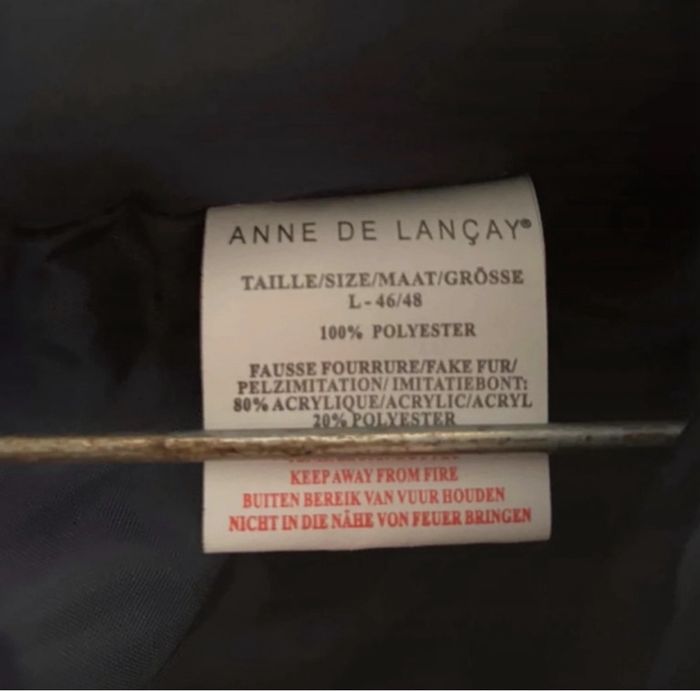 ANNE DE LANÇAY®
TAILLE/SIZE/MAAT/GRÖSSE
L - 46/48
100% POLYESTER
FAUSSE FOURRURE/FAKE FUR/
PELZIMITATION/ IMITATIEBONT:
80% ACRYLIQUE/ACRYLIC/ACRYL
20% POLYESTER
KEEP AWAY FROM FIRE
BUITEN BEREIK VAN VUUR HOUDEN
NICHT IN DIE NÄHE VON FEUER BRINGEN